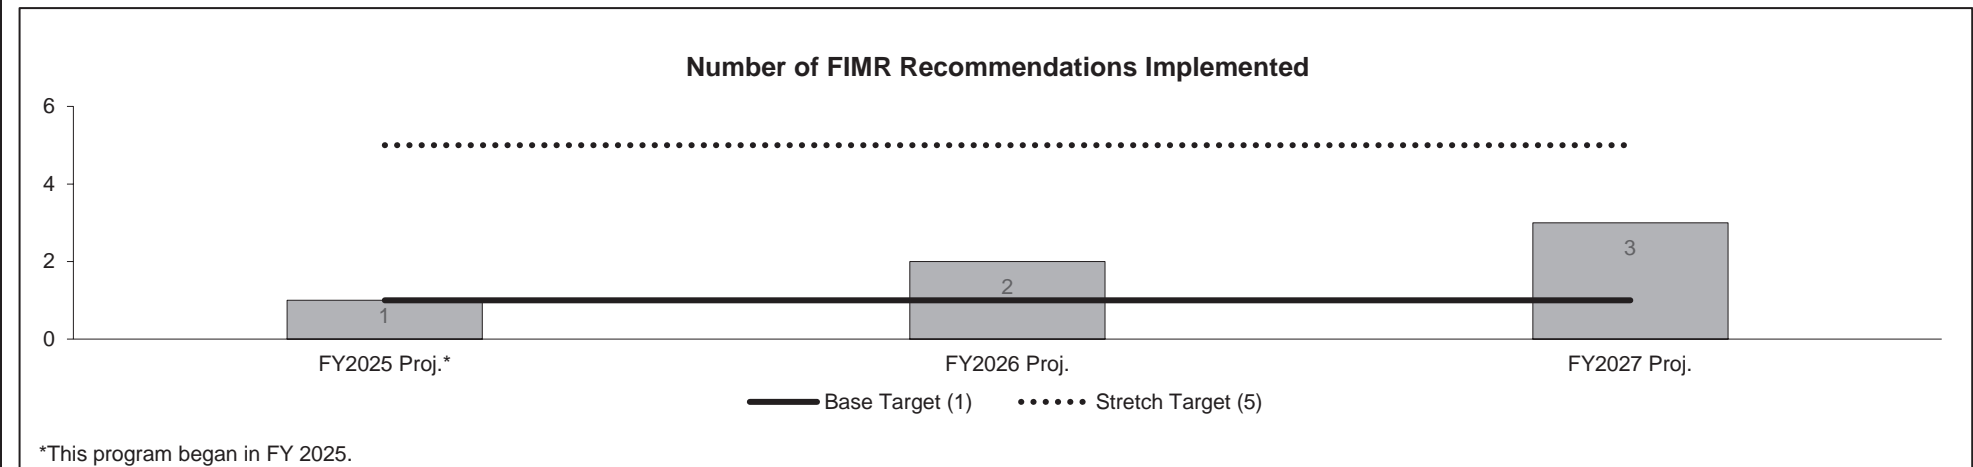 Number of FIMR Recommendations Implemented
6
4
2
0
1
2
3
FY2025 Proj.*
FY2026 Proj.
FY2027 Proj.
Base Target (1)
Stretch Target (5)
*This program began in FY 2025.